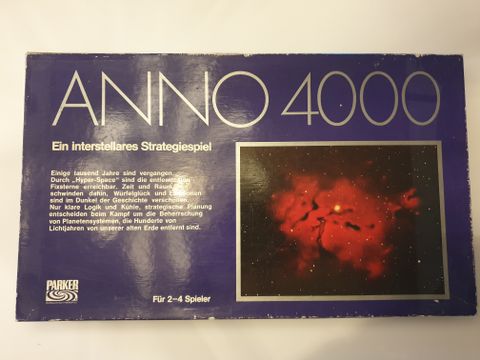 ANNO 4000
Ein interstellares Strategiespiel
Einige tausend Jahre sind vergangen.
Durch „Hyper-Space" sind die entferntesten
Fixsterne erreichbar. Zeit und Raum
schwinden dahin, Würfelglück und Emotionen
sind im Dunkel der Geschichte verschollen.
Nur klare Logik und Kühle, strategische Planung
entscheiden beim Kampf um die Beherrschung
von Planetensystemen, die Hunderte von
Lichtjahren von unserer alten Erde entfernt sind.
PARKER
Für 2–4 Spieler